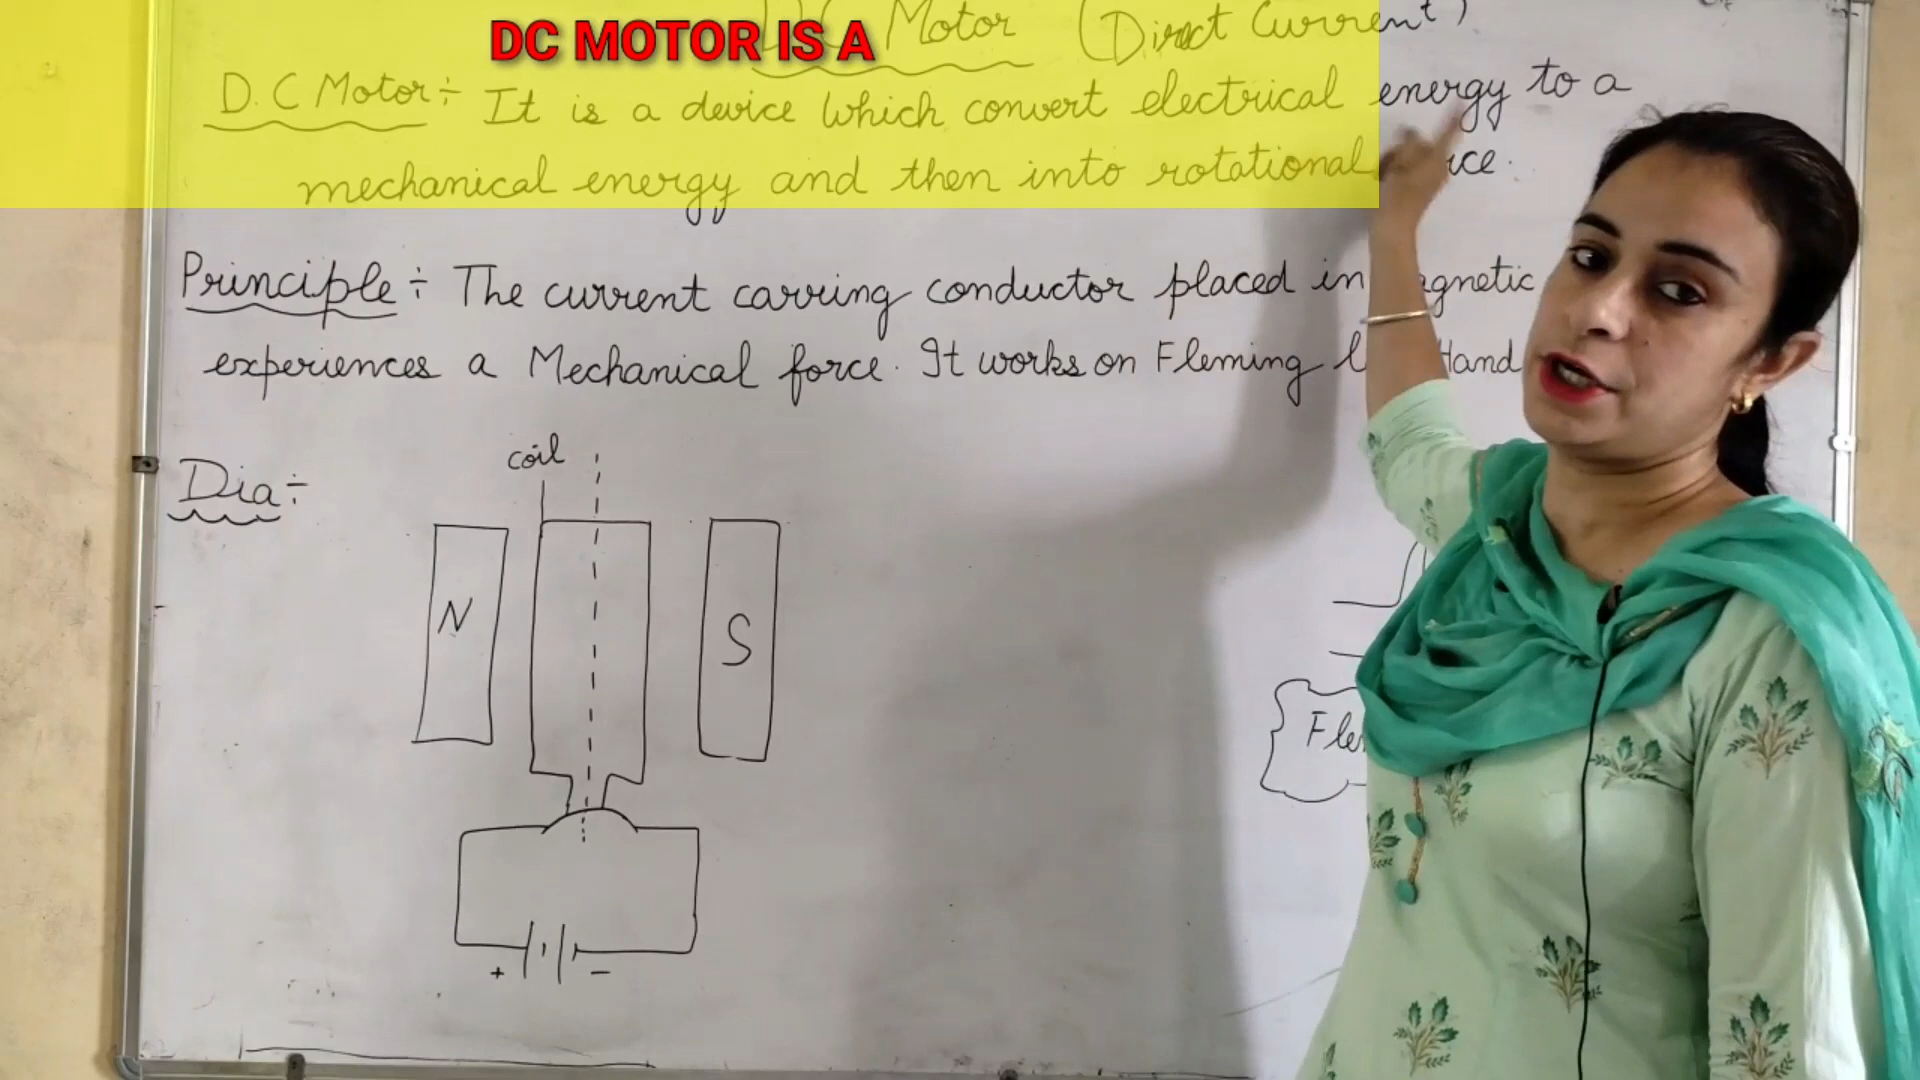 DC MOTOR IS A
D.C Motor (Direct Current)
D.C Motor ÷ It is a device which convert electrical energy to a
mechanical energy and then into rotational
Principle ÷ The current carring conductor placed in
experiences a Mechanical force. It works on Fleming Hand
Dia ÷
coil
N
S
+ −